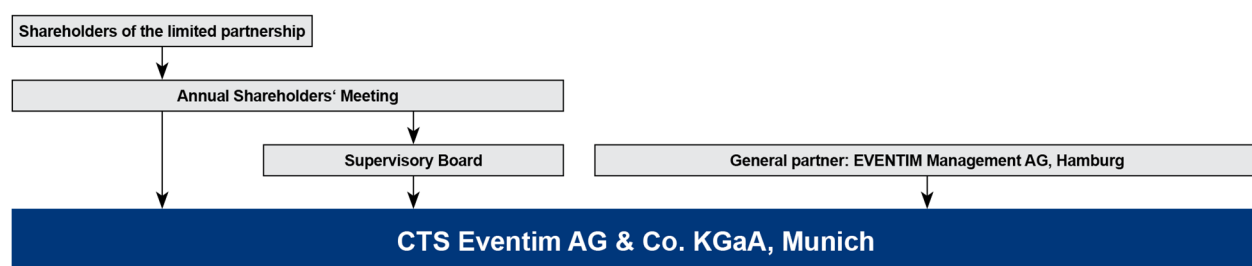 Shareholders of the limited partnership
Annual Shareholders‘ Meeting
Supervisory Board
General partner: EVENTIM Management AG, Hamburg
CTS Eventim AG & Co. KGaA, Munich